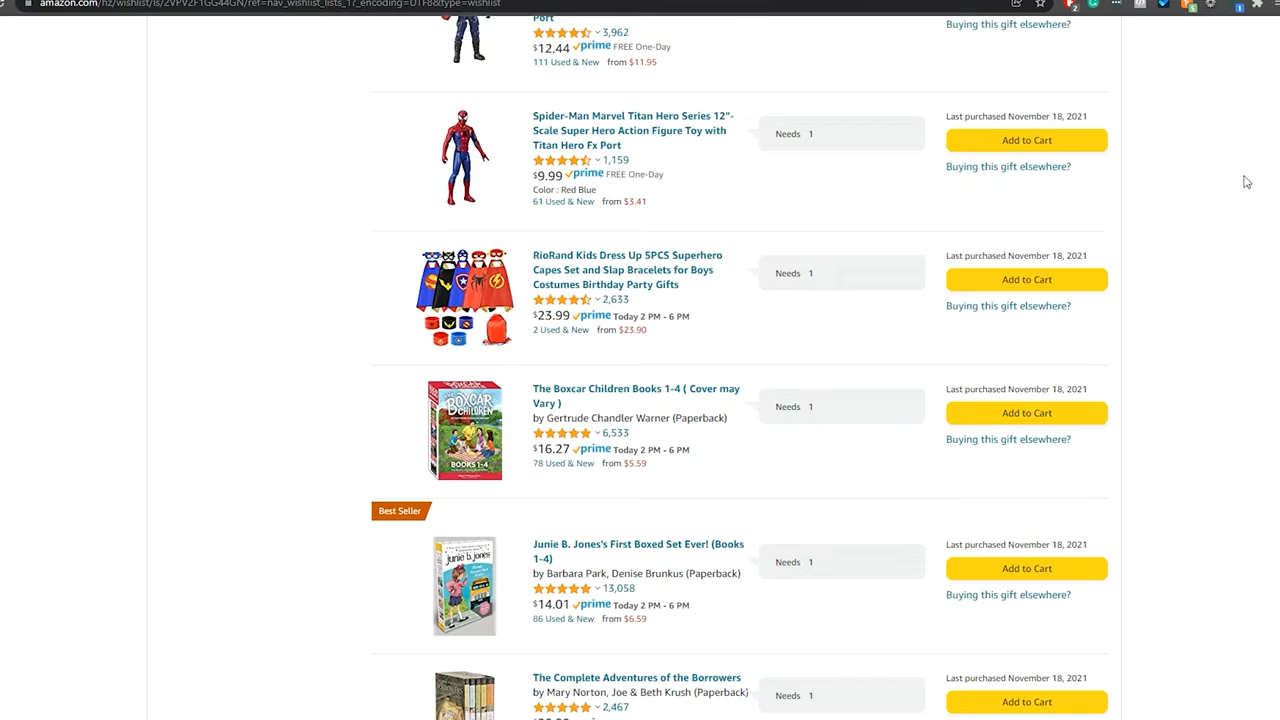 amazon.com/hz/wishlist/ls/2VPV2F1GG44GN/ref=nav_wishlist_lists_1?_encoding=UTF8&type=wishlist
Port
3,962
$12.44 prime FREE One-Day
111 Used & New from $11.95
Buying this gift elsewhere?
Spider-Man Marvel Titan Hero Series 12"-
Scale Super Hero Action Figure Toy with
Titan Hero Fx Port
1,159
$9.99 prime FREE One-Day
Color : Red Blue
61 Used & New from $3.41
Needs 1
Last purchased November 18, 2021
Add to Cart
Buying this gift elsewhere?
RioRand Kids Dress Up 5PCS Superhero
Capes Set and Slap Bracelets for Boys
Costumes Birthday Party Gifts
2,633
$23.99 prime Today 2 PM - 6 PM
2 Used & New from $23.90
Needs 1
Last purchased November 18, 2021
Add to Cart
Buying this gift elsewhere?
THE BOXCAR CHILDREN
BOOKS 1-4
The Boxcar Children Books 1-4 ( Cover may
Vary )
by Gertrude Chandler Warner (Paperback)
6,533
$16.27 prime Today 2 PM - 6 PM
78 Used & New from $5.59
Needs 1
Last purchased November 18, 2021
Add to Cart
Buying this gift elsewhere?
Best Seller
junie b. jones
Junie B. Jones's First Boxed Set Ever! (Books
1-4)
by Barbara Park, Denise Brunkus (Paperback)
13,058
$14.01 prime Today 2 PM - 6 PM
86 Used & New from $6.59
Needs 1
Last purchased November 18, 2021
Add to Cart
Buying this gift elsewhere?
The Complete Adventures of the Borrowers
by Mary Norton, Joe & Beth Krush (Paperback)
2,467
Needs 1
Last purchased November 18, 2021
Add to Cart